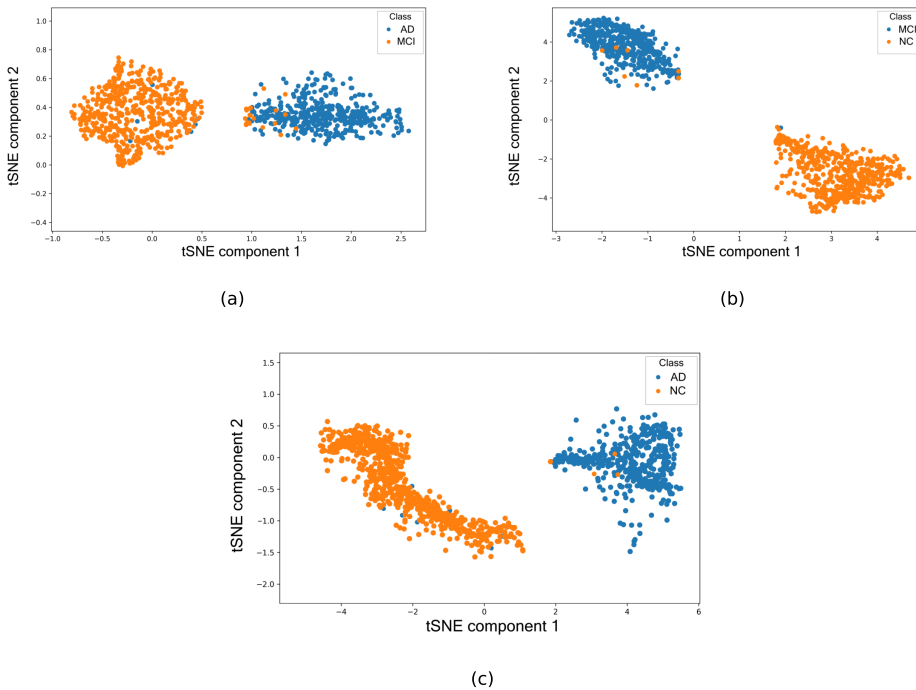 Class
AD
MCI
1.0
0.8
0.6
0.4
0.2
0.0
0.2
−0.4
tSNE component 2
−1.0
−0.5
0.0
0.5
1.0
1.5
2.0
2.5
tSNE component 1
(a)
Class
MCI
NC
4
2
0
−2
−4
tSNE component 2
−3
−2
−1
0
1
2
3
4
tSNE component 1
(b)
Class
AD
NC
1.5
1.0
0.5
0.0
−0.5
−1.0
−1.5
−2.0
tSNE component 2
−4
−2
0
2
4
6
tSNE component 1
(c)